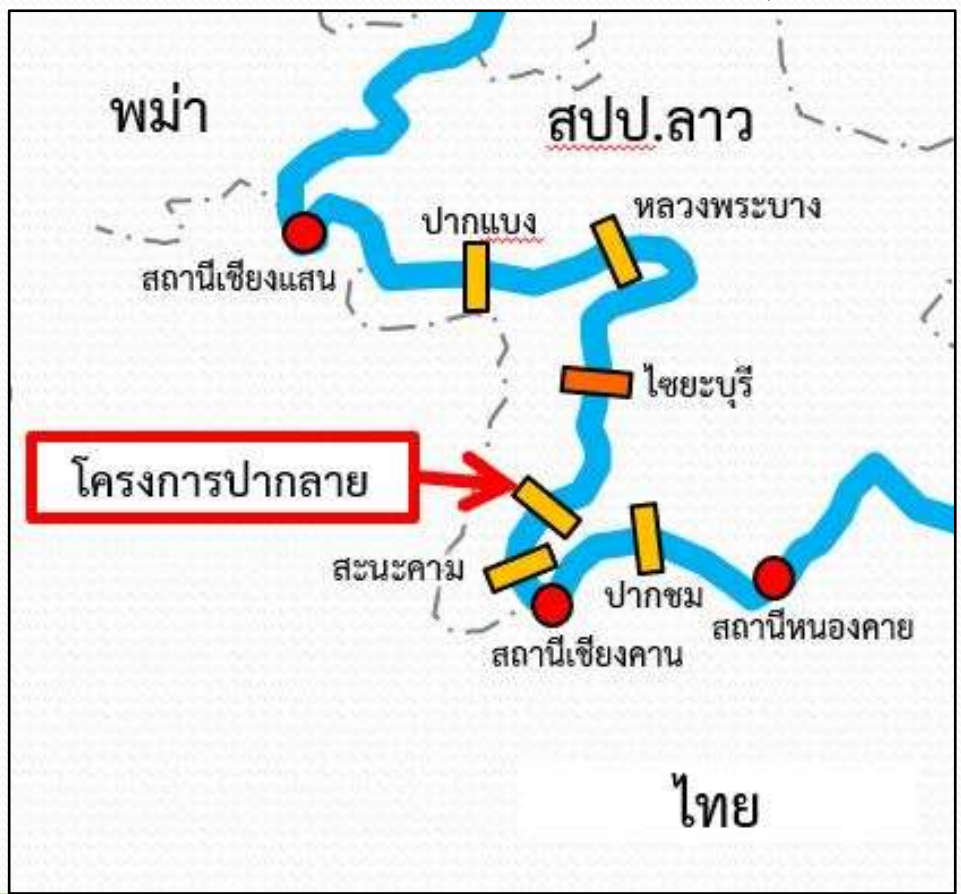 พม่า
สปป.ลาว
หลวงพระบาง
ปากแบง
สถานีเชียงแสน
ไซยะบุรี
โครงการปากลาย
สะนะคาม
ปากชม
สถานีหนองคาย
สถานีเชียงคาน
ไทย